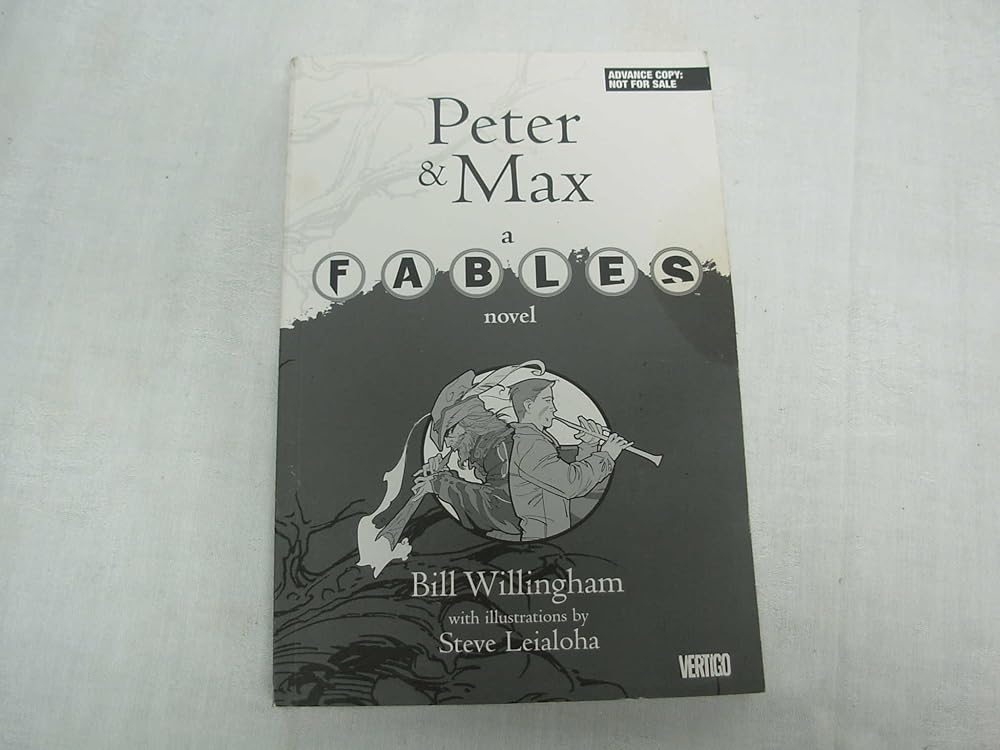 ADVANCE COPY:
NOT FOR SALE
Peter
& Max
a
FABLES
novel
Bill Willingham
with illustrations by
Steve Leialoha
VERTIGO